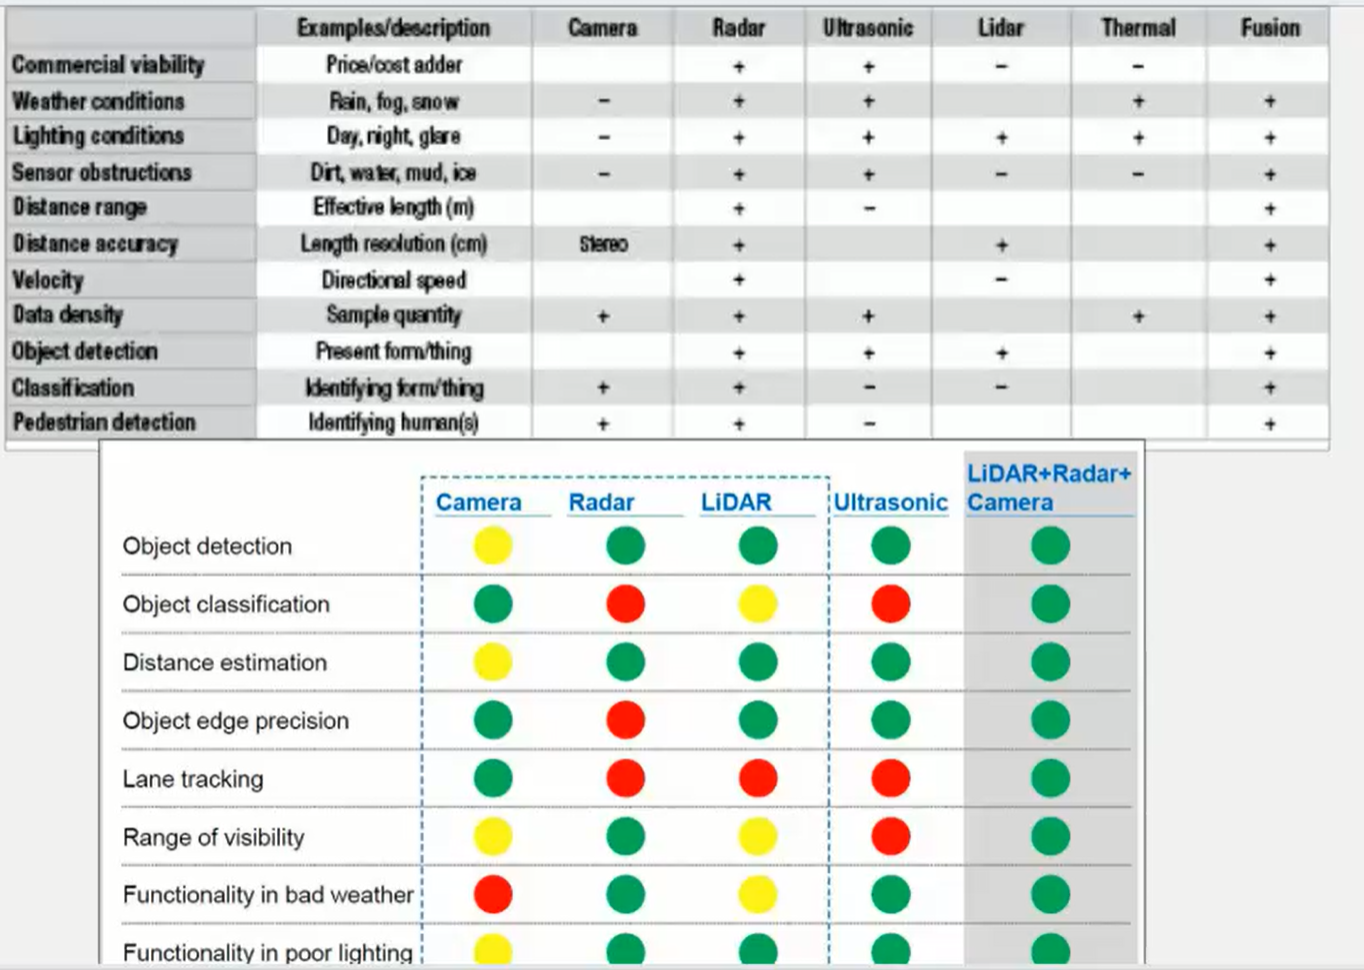 Examples/description Camera Radar Ultrasonic Lidar Thermal Fusion
Commercial viability Price/cost adder + + – –
Weather conditions Rain, fog, snow – + + + +
Lighting conditions Day, night, glare – + + + + +
Sensor obstructions Dirt, water, mud, ice – + + – – +
Distance range Effective length (m) + – +
Distance accuracy Length resolution (cm) Stereo + + +
Velocity Directional speed + – +
Data density Sample quantity + + + + +
Object detection Present form/thing + + + +
Classification Identifying form/thing + + – – +
Pedestrian detection Identifying human(s) + + – +
LiDAR+Radar+
Camera Radar LiDAR Ultrasonic Camera
Object detection
Object classification
Distance estimation
Object edge precision
Lane tracking
Range of visibility
Functionality in bad weather
Functionality in poor lighting